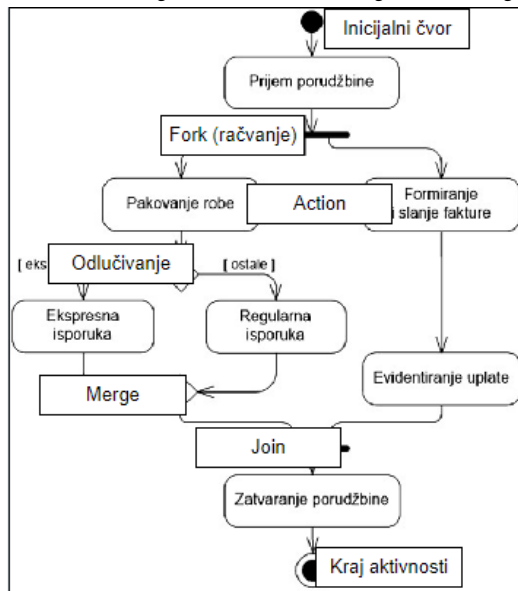 Inicijalni čvor
Prijem porudžbine
Fork (račvanje)
Pakovanje robe
Action
Formiranje
i slanje fakture
[ eks
Odlučivanje
[ ostale ]
Ekspresna
isporuka
Regularna
isporuka
Merge
Evidentiranje uplate
Join
Zatvaranje porudžbine
Kraj aktivnosti